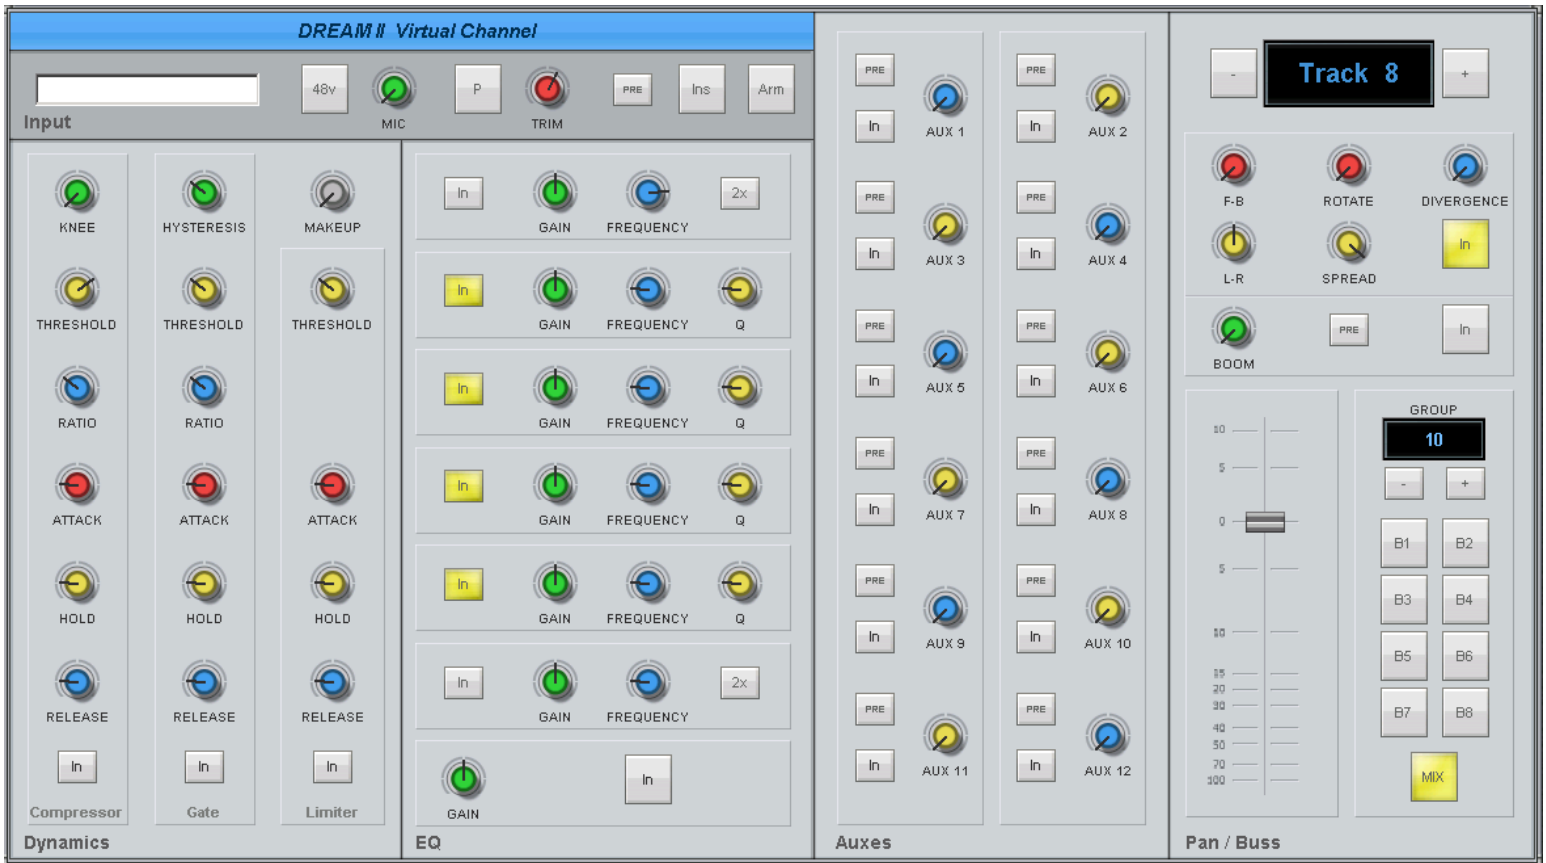 DREAM II Virtual Channel
48v
P
PRE
Ins
Arm
Input
MIC
TRIM
KNEE
HYSTERESIS
MAKEUP
THRESHOLD
THRESHOLD
THRESHOLD
RATIO
RATIO
ATTACK
ATTACK
ATTACK
HOLD
HOLD
HOLD
RELEASE
RELEASE
RELEASE
In
In
In
Compressor
Gate
Limiter
Dynamics
In
2x
GAIN
FREQUENCY
In
GAIN
FREQUENCY
Q
In
GAIN
FREQUENCY
Q
In
GAIN
FREQUENCY
Q
In
GAIN
FREQUENCY
Q
In
2x
GAIN
FREQUENCY
In
GAIN
EQ
PRE
In
AUX 1
PRE
In
AUX 2
PRE
In
AUX 3
PRE
In
AUX 4
PRE
In
AUX 5
PRE
In
AUX 6
PRE
In
AUX 7
PRE
In
AUX 8
PRE
In
AUX 9
PRE
In
AUX 10
PRE
In
AUX 11
PRE
In
AUX 12
Auxes
-
Track 8
+
F-B
ROTATE
DIVERGENCE
In
L-R
SPREAD
PRE
In
BOOM
10
5
0
5
10
15
20
30
40
50
70
100
GROUP
10
-
+
B1
B2
B3
B4
B5
B6
B7
B8
MIX
Pan / Buss